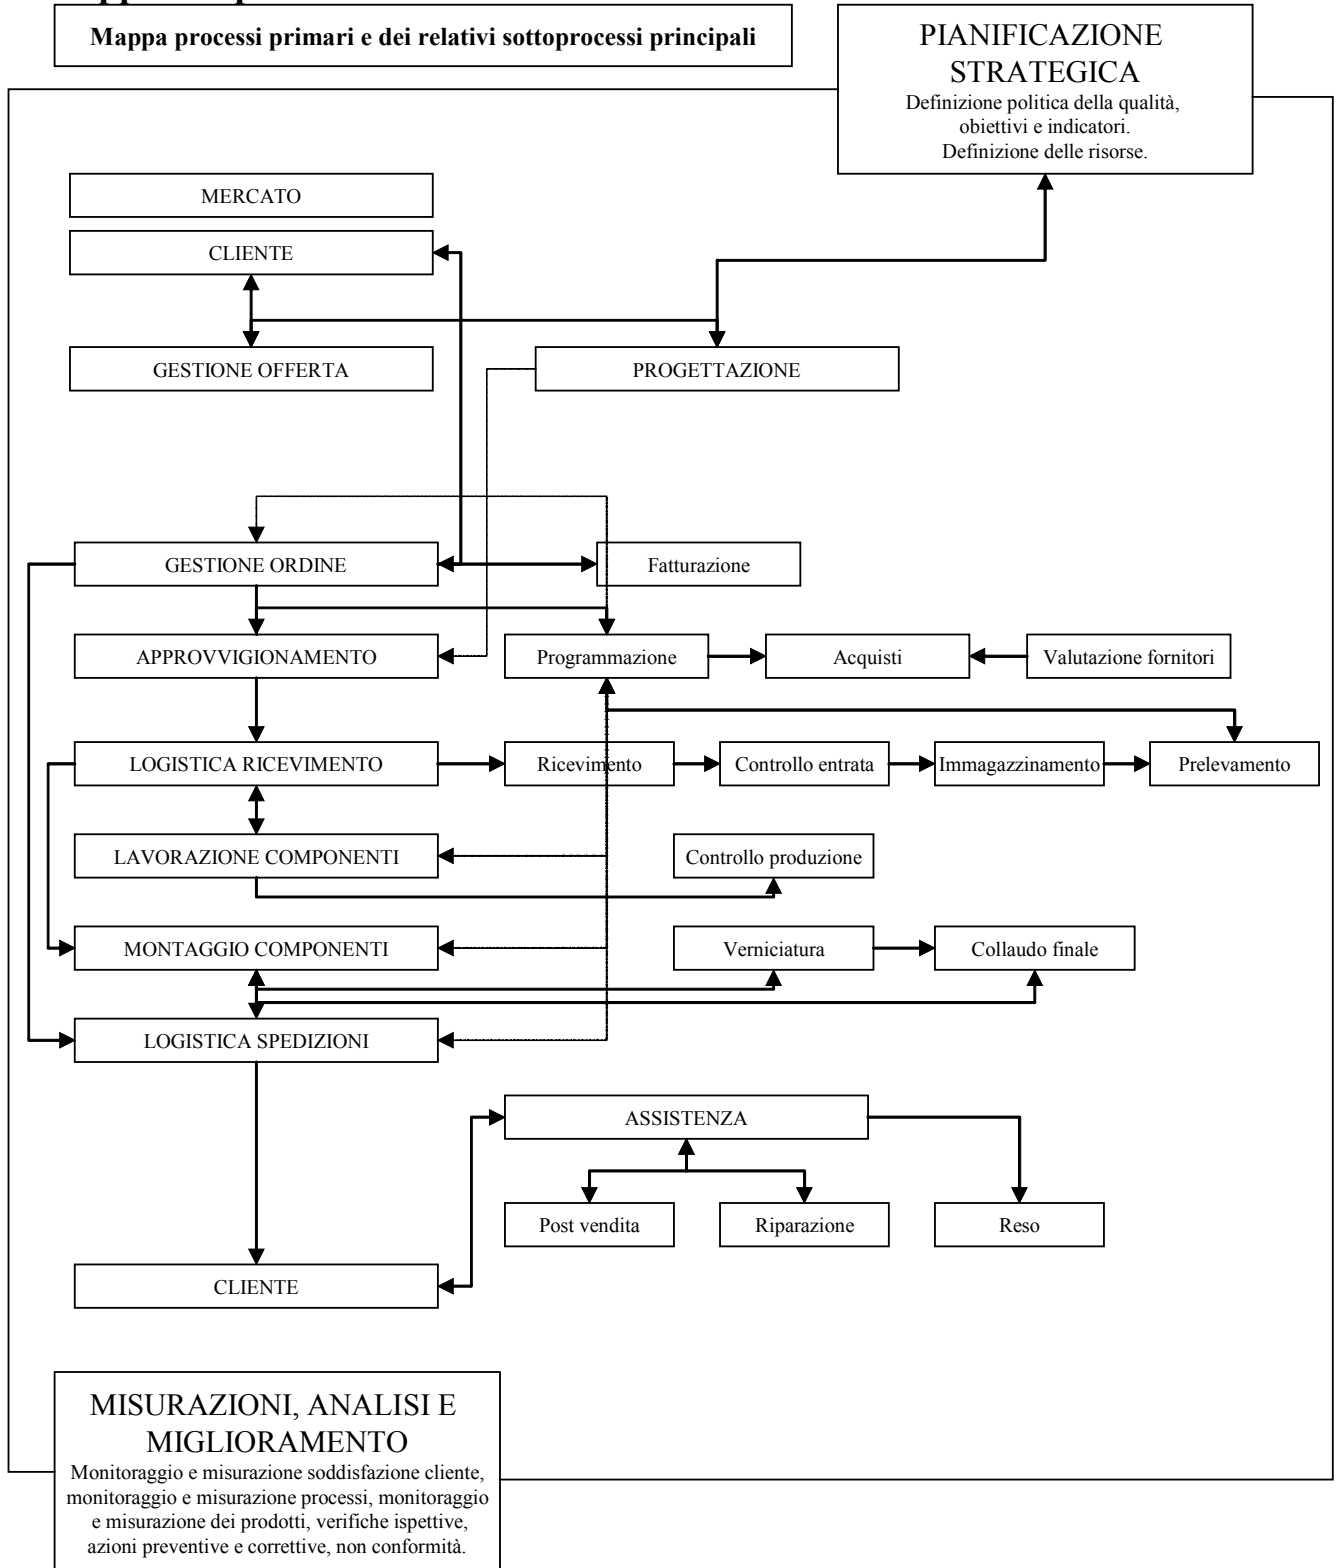 Mappa processi primari e dei relativi sottoprocessi principali
PIANIFICAZIONE
STRATEGICA
Definizione politica della qualità,
obiettivi e indicatori.
Definizione delle risorse.
MERCATO
CLIENTE
GESTIONE OFFERTA
PROGETTAZIONE
GESTIONE ORDINE
Fatturazione
APPROVVIGIONAMENTO
Programmazione
Acquisti
Valutazione fornitori
LOGISTICA RICEVIMENTO
Ricevimento
Controllo entrata
Immagazzinamento
Prelevamento
LAVORAZIONE COMPONENTI
Controllo produzione
MONTAGGIO COMPONENTI
Verniciatura
Collaudo finale
LOGISTICA SPEDIZIONI
ASSISTENZA
Post vendita
Riparazione
Reso
CLIENTE
MISURAZIONI, ANALISI E
MIGLIORAMENTO
Monitoraggio e misurazione soddisfazione cliente,
monitoraggio e misurazione processi, monitoraggio
e misurazione dei prodotti, verifiche ispettive,
azioni preventive e correttive, non conformità.